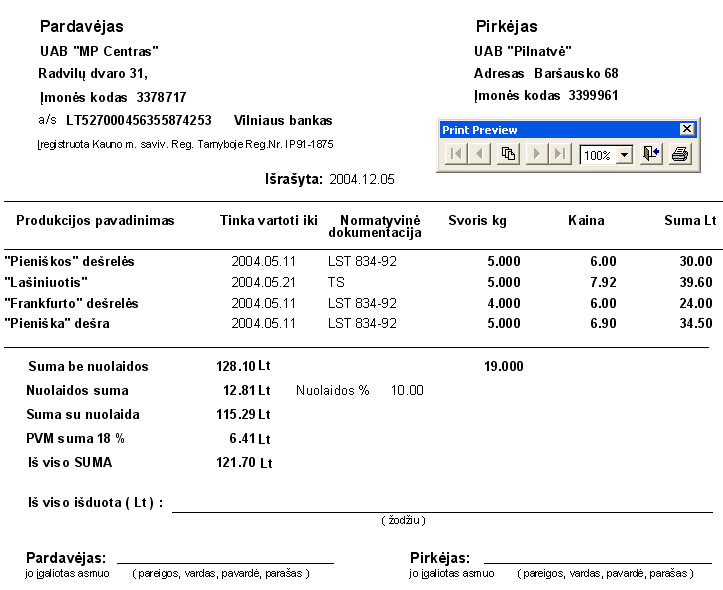 Pardavėjas
UAB "MP Centras"
Radvilų dvaro 31,
Įmonės kodas 3378717
a/s LT527000456355874253 Vilniaus bankas
Įregistruota Kauno m. saviv. Reg. Tarnyboje Reg.Nr. IP91-1875
Pirkėjas
UAB "Pilnatvė"
Adresas Baršausko 68
Įmonės kodas 3399961
Print Preview
100%
Išrašyta: 2004.12.05
Produkcijos pavadinimas Tinka vartoti iki Normatyvinė dokumentacija Svoris kg Kaina Suma Lt
"Pieniškos" dešrelės 2004.05.11 LST 834-92 5.000 6.00 30.00
"Lašiniuotis" 2004.05.21 TS 5.000 7.92 39.60
"Frankfurto" dešrelės 2004.05.11 LST 834-92 4.000 6.00 24.00
"Pieniška" dešra 2004.05.11 LST 834-92 5.000 6.90 34.50
Suma be nuolaidos 128.10 Lt 19.000
Nuolaidos suma 12.81 Lt Nuolaidos % 10.00
Suma su nuolaida 115.29 Lt
PVM suma 18 % 6.41 Lt
Iš viso SUMA 121.70 Lt
Iš viso išduota ( Lt ) :
( žodžiu )
Pardavėjas: Pirkėjas:
jo įgaliotas asmuo ( pareigos, vardas, pavardė, parašas ) jo įgaliotas asmuo ( pareigos, vardas, pavardė, parašas )